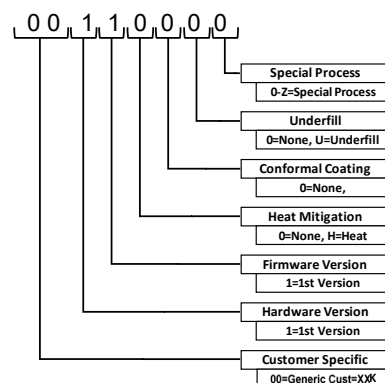 0 0 1 1 0 0 0 0
Special Process
0-Z=Special Process
Underfill
0=None, U=Underfill
Conformal Coating
0=None,
Heat Mitigation
0=None, H=Heat
Firmware Version
1=1st Version
Hardware Version
1=1st Version
Customer Specific
00=Generic Cust=XXK